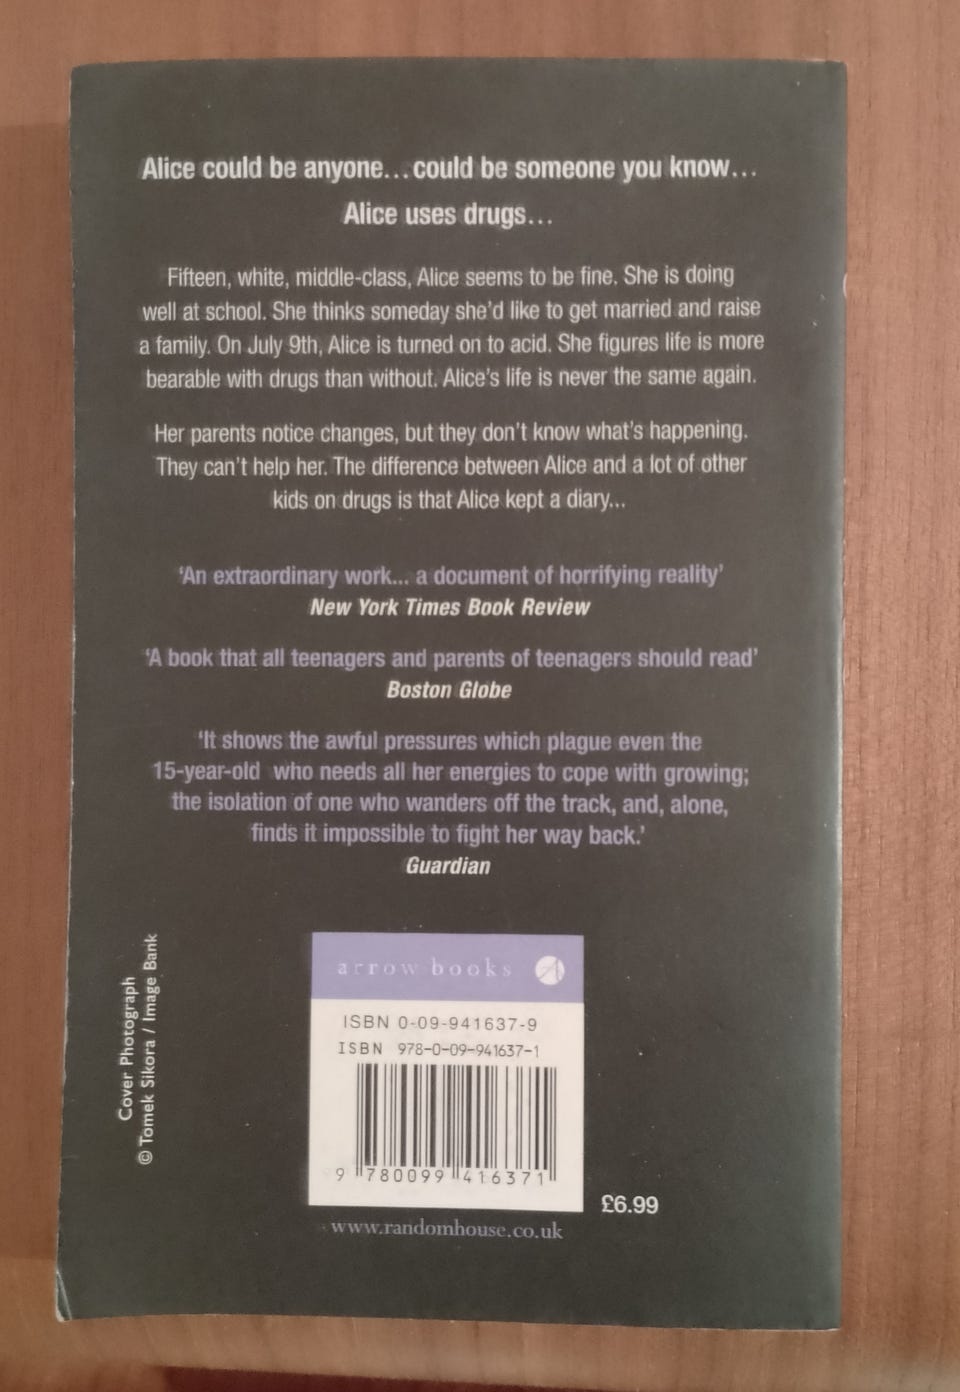 Alice could be anyone...could be someone you know...
Alice uses drugs...
Fifteen, white, middle-class, Alice seems to be fine. She is doing
well at school. She thinks someday she'd like to get married and raise
a family. On July 9th, Alice is turned on to acid. She figures life is more
bearable with drugs than without. Alice's life is never the same again.
Her parents notice changes, but they don't know what's happening.
They can't help her. The difference between Alice and a lot of other
kids on drugs is that Alice kept a diary...
‘An extraordinary work... a document of horrifying reality’
New York Times Book Review
‘A book that all teenagers and parents of teenagers should read’
Boston Globe
‘It shows the awful pressures which plague even the
15-year-old who needs all her energies to cope with growing;
the isolation of one who wanders off the track, and, alone,
finds it impossible to fight her way back.’
Guardian
Cover Photograph
© Tomek Sikora / Image Bank
arrow books
ISBN 0-09-941637-9
ISBN 978-0-09-941637-1
9 780099 416371
£6.99
www.randomhouse.co.uk